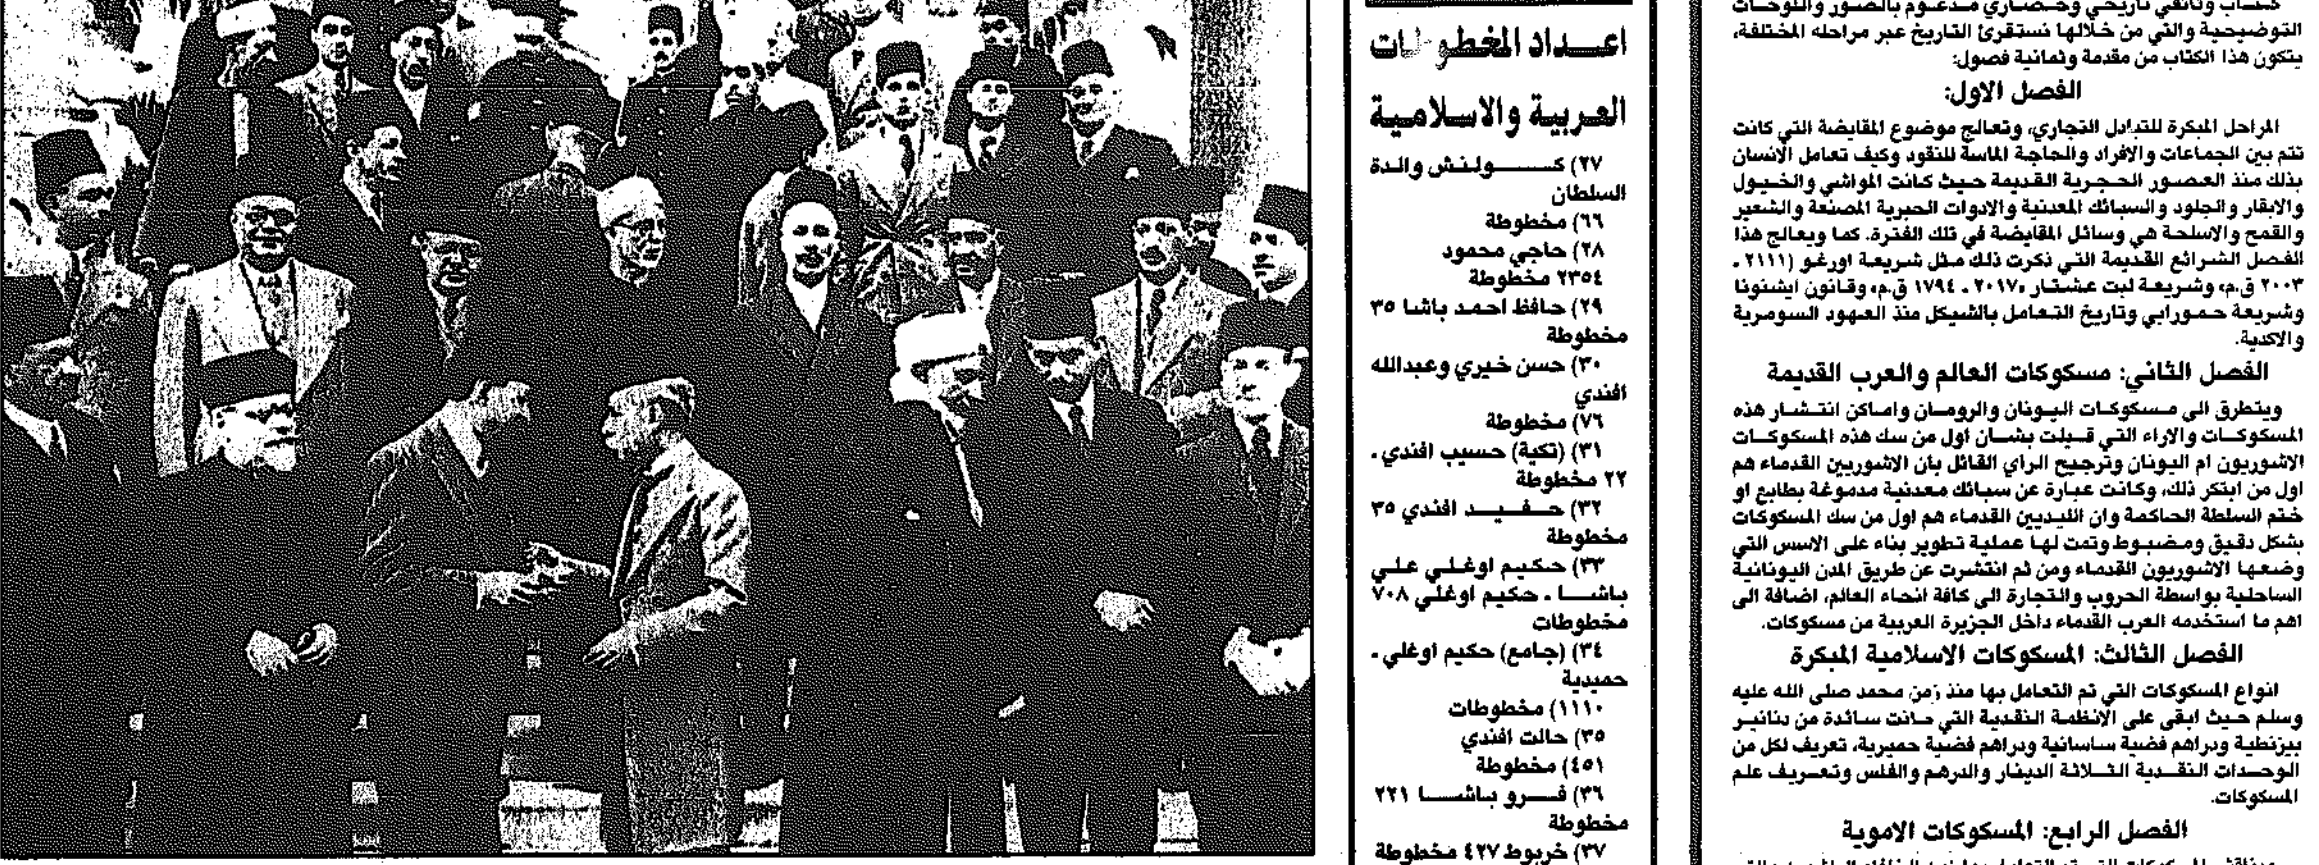 كتاب وثائقي تاريخي وحضاري مدعوم بالصور واللوحات
التوضيحية والتي من خلالها نستقرئ التاريخ عبر مراحله المختلفة،
يتكون هذا الكتاب من مقدمة وثمانية فصول:
الفصل الاول:
المراحل المبكرة للتبادل التجاري، وتعالج موضوع المقايضة التي كانت
تتم بين الجماعات والافراد والحاجة الماسة للنقود وكيف تعامل الانسان
بذلك منذ العصور الحجرية القديمة حيث كانت المواشي والخيول
والابقار والجلود والسبائك المعدنية والادوات الحجرية المصنعة والشعير
والقمح والاسلحة هي وسائل المقايضة في تلك الفترة. كما ويعالج هذا
الفصل الشرائع القديمة التي ذكرت ذلك مثل شريعة اورغو (٢١١١ -
٢٠٠٣ ق.م» وشريعة لبت عشتار «٢٠١٧ - ١٧٩٤ ق.م» وقانون ايشنونا
وشريعة حمورابي وتاريخ التعامل بالشيكل منذ العهود السومرية
والاكدية.
الفصل الثاني: مسكوكات العالم والعرب القديمة
ويتطرق الى مسكوكات اليونان والرومان واماكن انتشار هذه
المسكوكات والاراء التي قيلت بشان اول من سك هذه المسكوكات
الاشوريون ام اليونان وترجيح الراي القائل بأن الاشوريين القدماء هم
اول من ابتكر ذلك، وكانت عبارة عن سبائك معدنية مدموغة بطابع او
ختم السلطة الحاكمة وان الليديين القدماء هم اول من سك المسكوكات
بشكل دقيق ومضبوط وتمت لها عملية تطوير بناء على الاسس التي
وضعها الاشوريون القدماء ومن ثم انتشرت عن طريق المدن اليونانية
الساحلية بواسطة الحروب والتجارة الى كافة انحاء العالم، اضافة الى
اهم ما استخدمه العرب القدماء داخل الجزيرة العربية من مسكوكات.
الفصل الثالث: المسكوكات الاسلامية المبكرة
انواع المسكوكات التي تم التعامل بها منذ زمن محمد صلى الله عليه
وسلم حيث ابقى على الانظمة النقدية التي كانت سائدة من دنانير
بيزنطية ودراهم فضية ساسانية ودراهم فضية حميرية، تعريف لكل من
الوحدات النقدية الثلاثة الدينار والدرهم والفلس وتعريف علم
المسكوكات.
الفصل الرابع: المسكوكات الاموية
اعداد المخطوطات
العربية والاسلامية
٢٧) كولنش والدة
السلطان
٦٦) مخطوطة
٢٨) حاجي محمود
٢٣٥٤ مخطوطة
٢٩) حافظ احمد باشا ٣٥
مخطوطة
٣٠) حسن خيري وعبدالله
افندي
٧٦) مخطوطة
٣١) (تكية) حسيب افندي -
٢٢ مخطوطة
٣٢) حفيد افندي ٣٥
مخطوطة
٣٣) حكيم اوغلي علي
باشا - حكيم اوغلي ٧٠٨
مخطوطات
٣٤) (جامع) حكيم اوغلي -
حميدية
١١١٠) مخطوطات
٣٥) حالت افندي
٤٥١) مخطوطة
٣٦) فرو باشا ٢٢١
مخطوطة
٣٧) خربوط ٤٢٧ مخطوطة